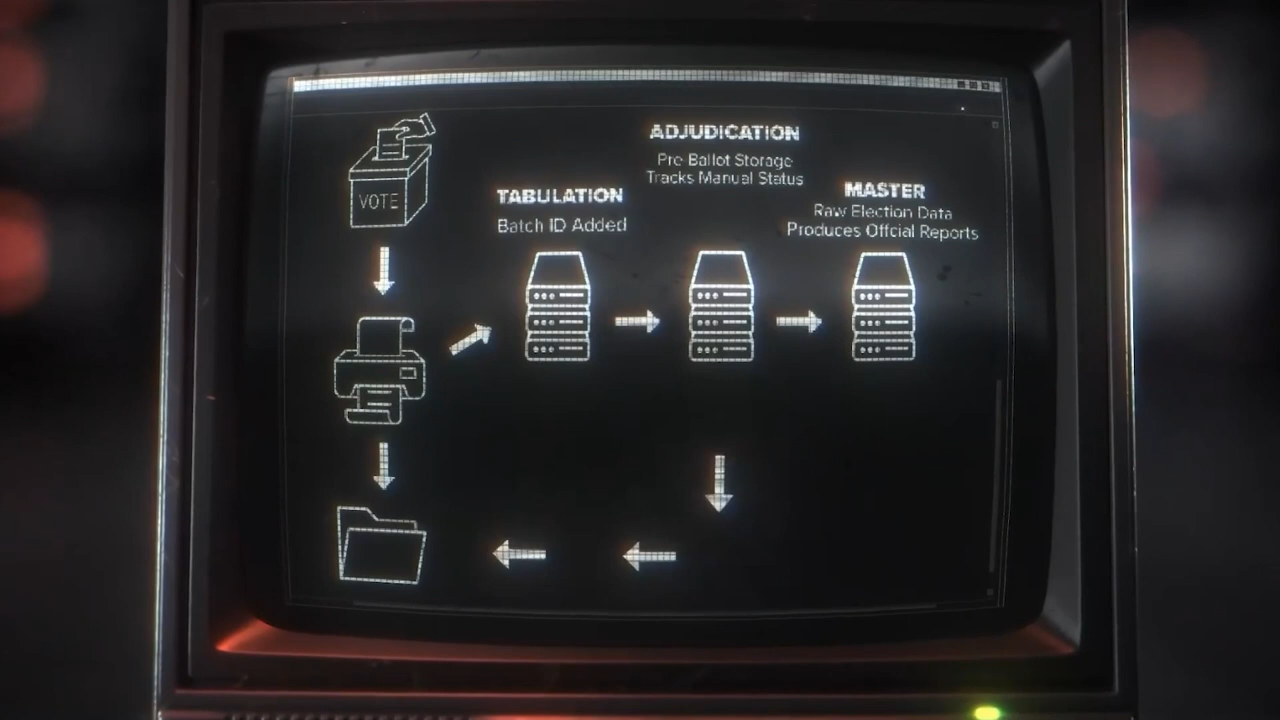 VOTE
TABULATION
Batch ID Added
ADJUDICATION
Pre Ballot Storage
Tracks Manual Status
MASTER
Raw Election Data
Produces Offcial Reports